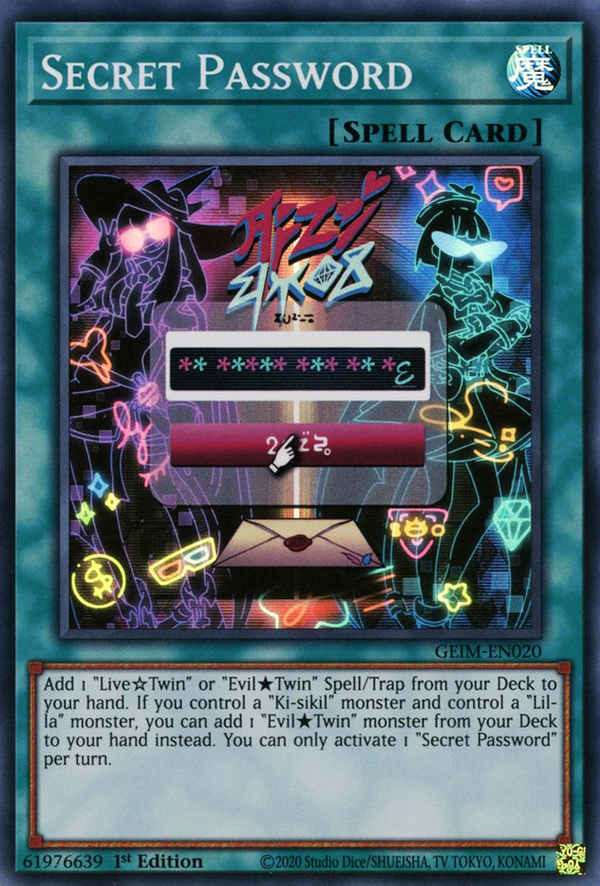 Secret Password
SPELL
魔
[Spell Card]
** ***** *** ** *
GEIM-EN020
Add 1 "Live☆Twin" or "Evil★Twin" Spell/Trap from your Deck to
your hand. If you control a "Ki-sikil" monster and control a "Lil-
la" monster, you can add 1 "Evil★Twin" monster from your Deck
to your hand instead. You can only activate 1 "Secret Password"
per turn.
61976639
1st Edition
©2020 Studio Dice/SHUEISHA, TV TOKYO, KONAMI